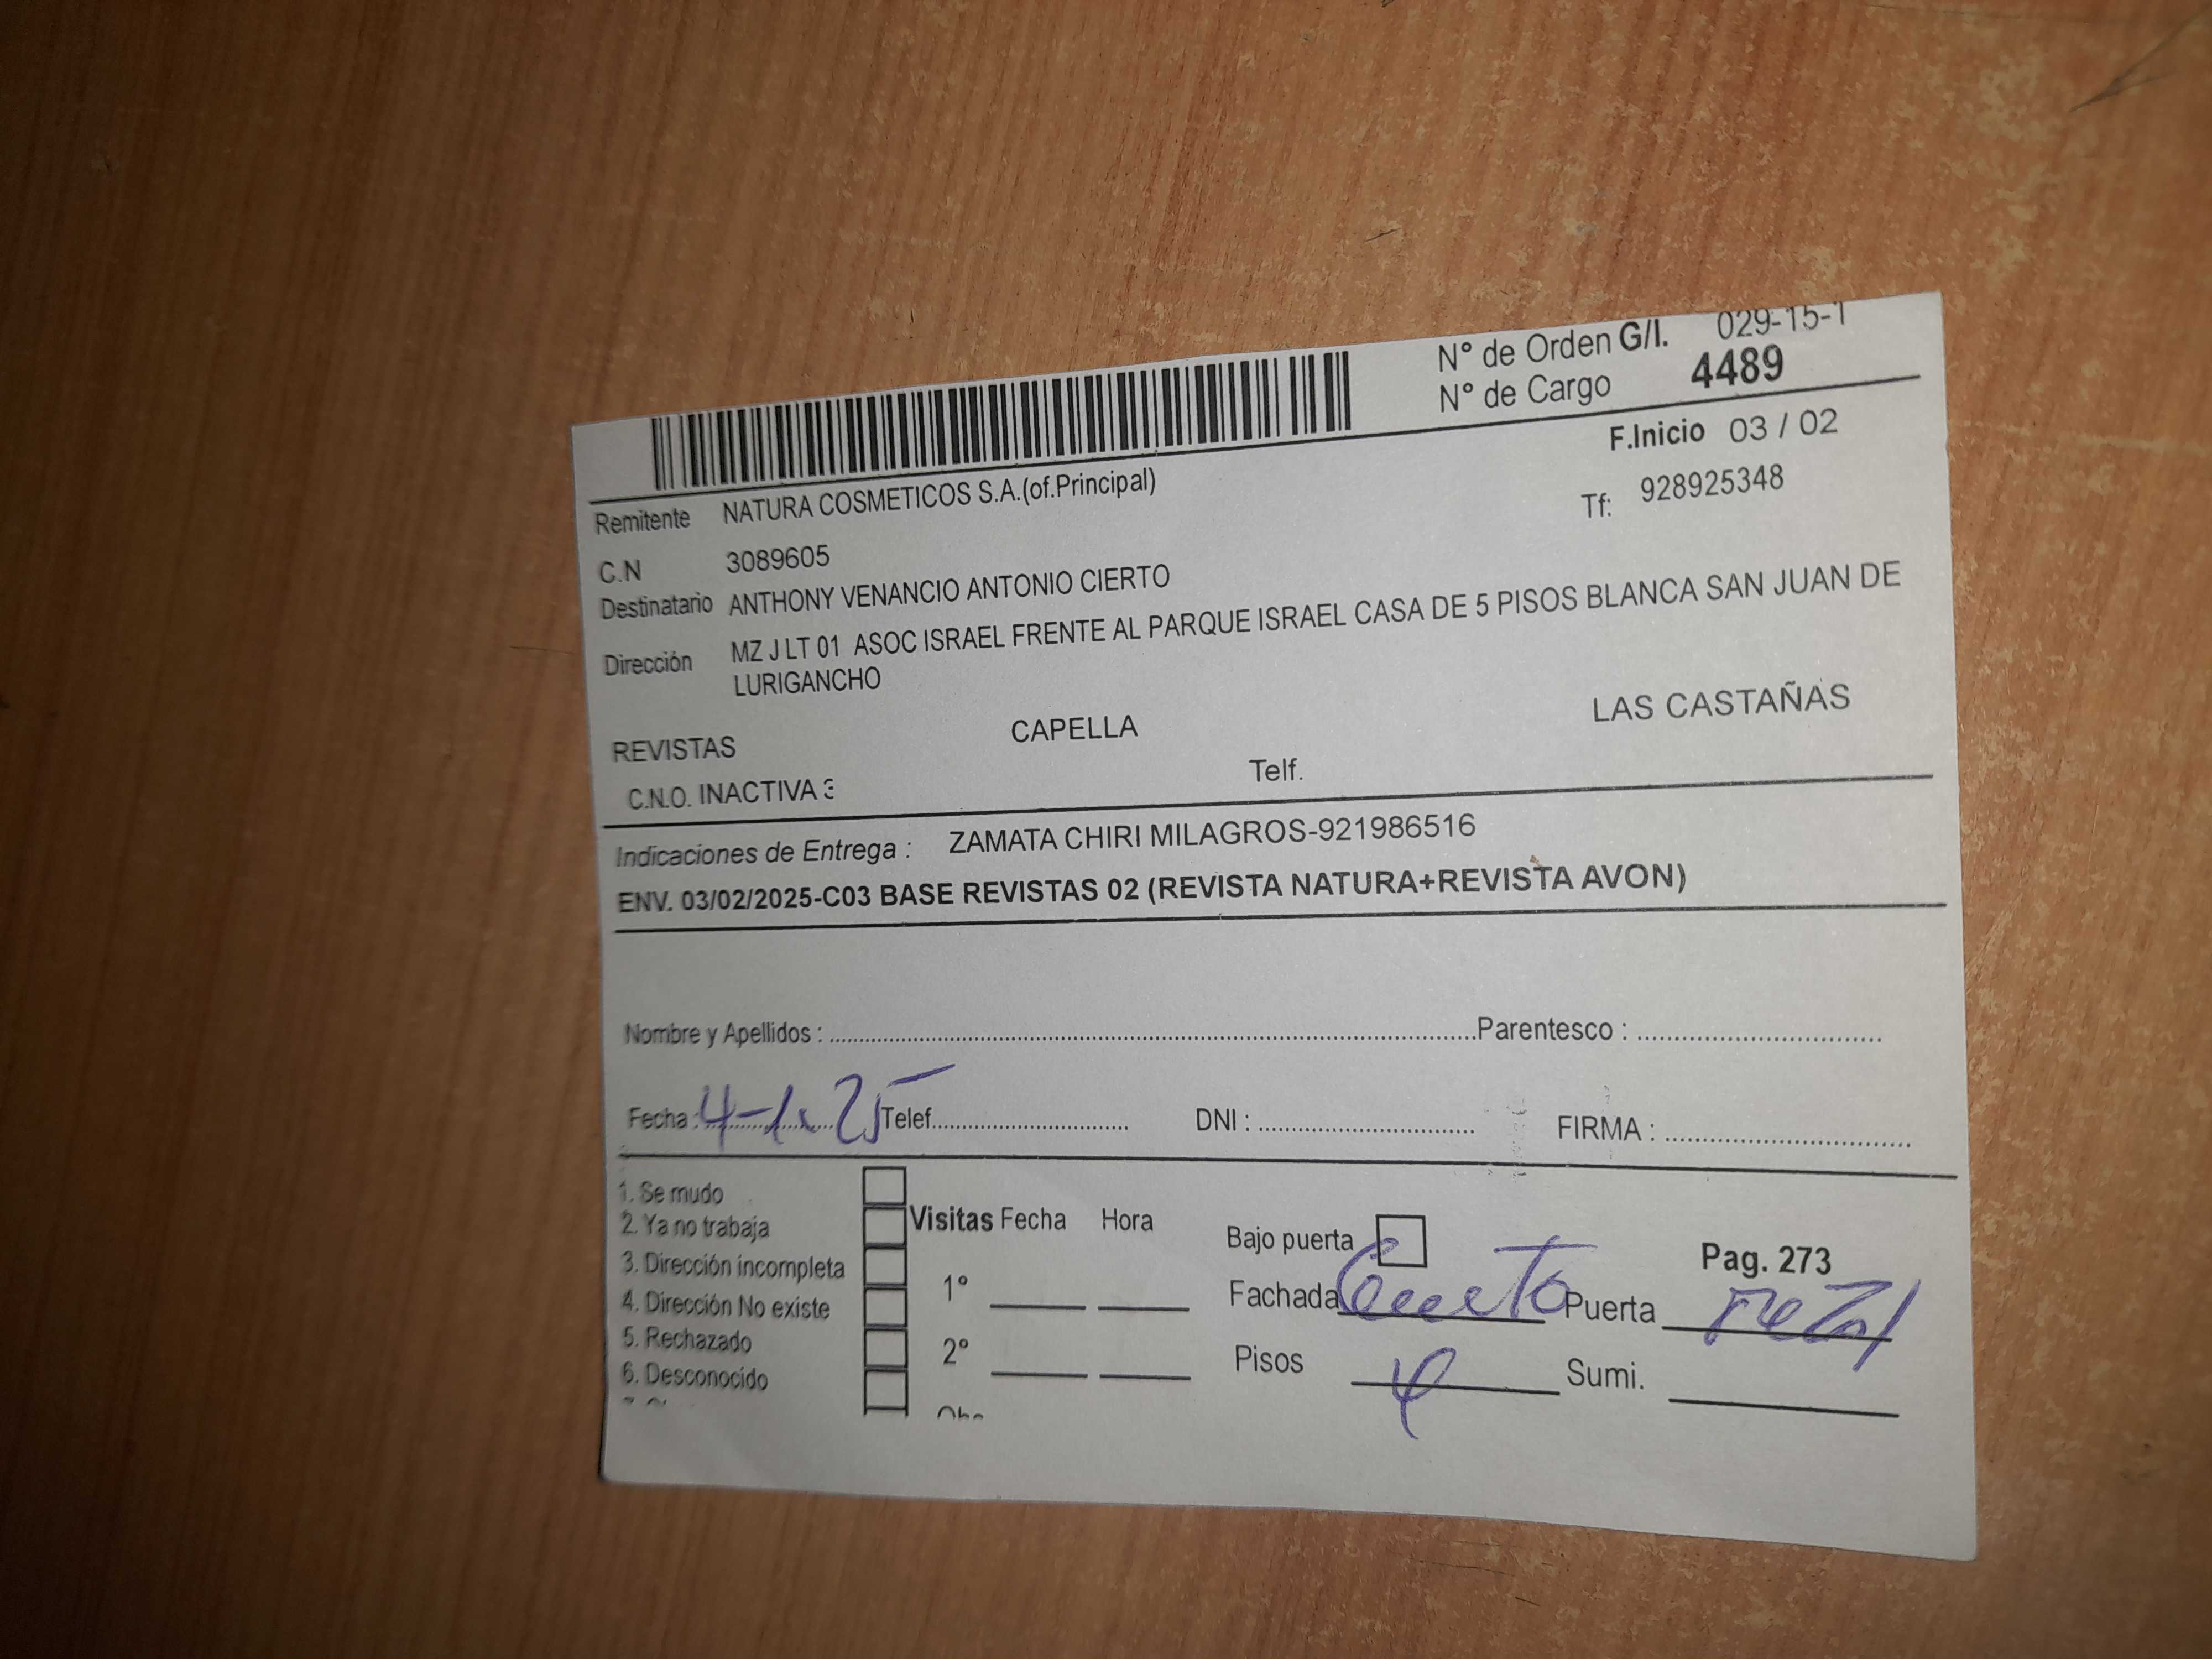 N° de Orden G/I. 029-15-1
N° de Cargo 4489
F.Inicio 03 / 02
Remitente NATURA COSMETICOS S.A.(of.Principal)
Tf: 928925348
C.N 3089605
Destinatario ANTHONY VENANCIO ANTONIO CIERTO
Dirección MZ J LT 01 ASOC ISRAEL FRENTE AL PARQUE ISRAEL CASA DE 5 PISOS BLANCA SAN JUAN DE
LURIGANCHO
REVISTAS CAPELLA LAS CASTAÑAS
C.N.O. INACTIVA 3 Telf.
Indicaciones de Entrega : ZAMATA CHIRI MILAGROS-921986516
ENV. 03/02/2025-C03 BASE REVISTAS 02 (REVISTA NATURA+REVISTA AVON)
Nombre y Apellidos : Parentesco :
Fecha : Telef. DNI : FIRMA :
1. Se mudo
2. Ya no trabaja
3. Dirección incompleta
4. Dirección No existe
5. Rechazado
6. Desconocido
Visitas Fecha Hora
1°
2°
Bajo puerta
Pag. 273
Fachada Puerta
Pisos 4 Sumi.